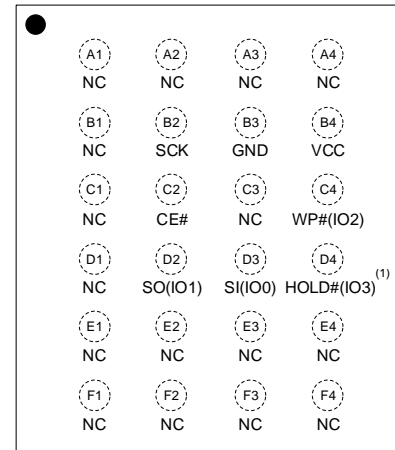 A1 A2 A3 A4
NC NC NC NC
B1 B2 B3 B4
NC SCK GND VCC
C1 C2 C3 C4
NC CE# NC WP#(IO2)
D1 D2 D3 D4
NC SO(IO1) SI(IO0) HOLD#(IO3) (1)
E1 E2 E3 E4
NC NC NC NC
F1 F2 F3 F4
NC NC NC NC